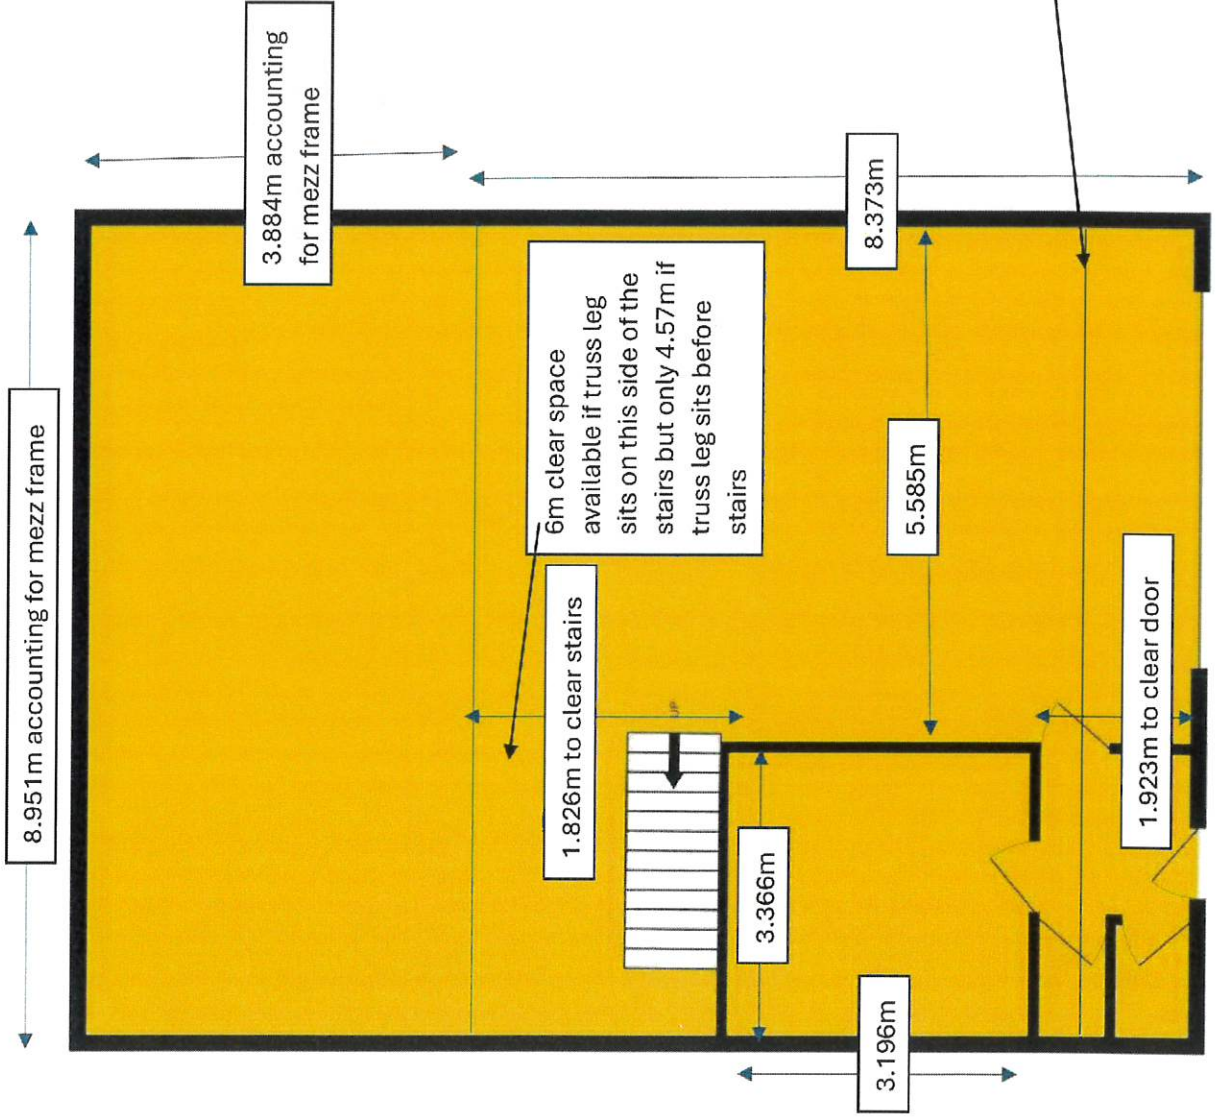 8.951m accounting for mezz frame
3.884m accounting
for mezz frame
6m clear space
available if truss leg
sits on this side of the
stairs but only 4.57m if
truss leg sits before
stairs
1.826m to clear stairs
UP
8.373m
5.585m
3.366m
3.196m
1.923m to clear door